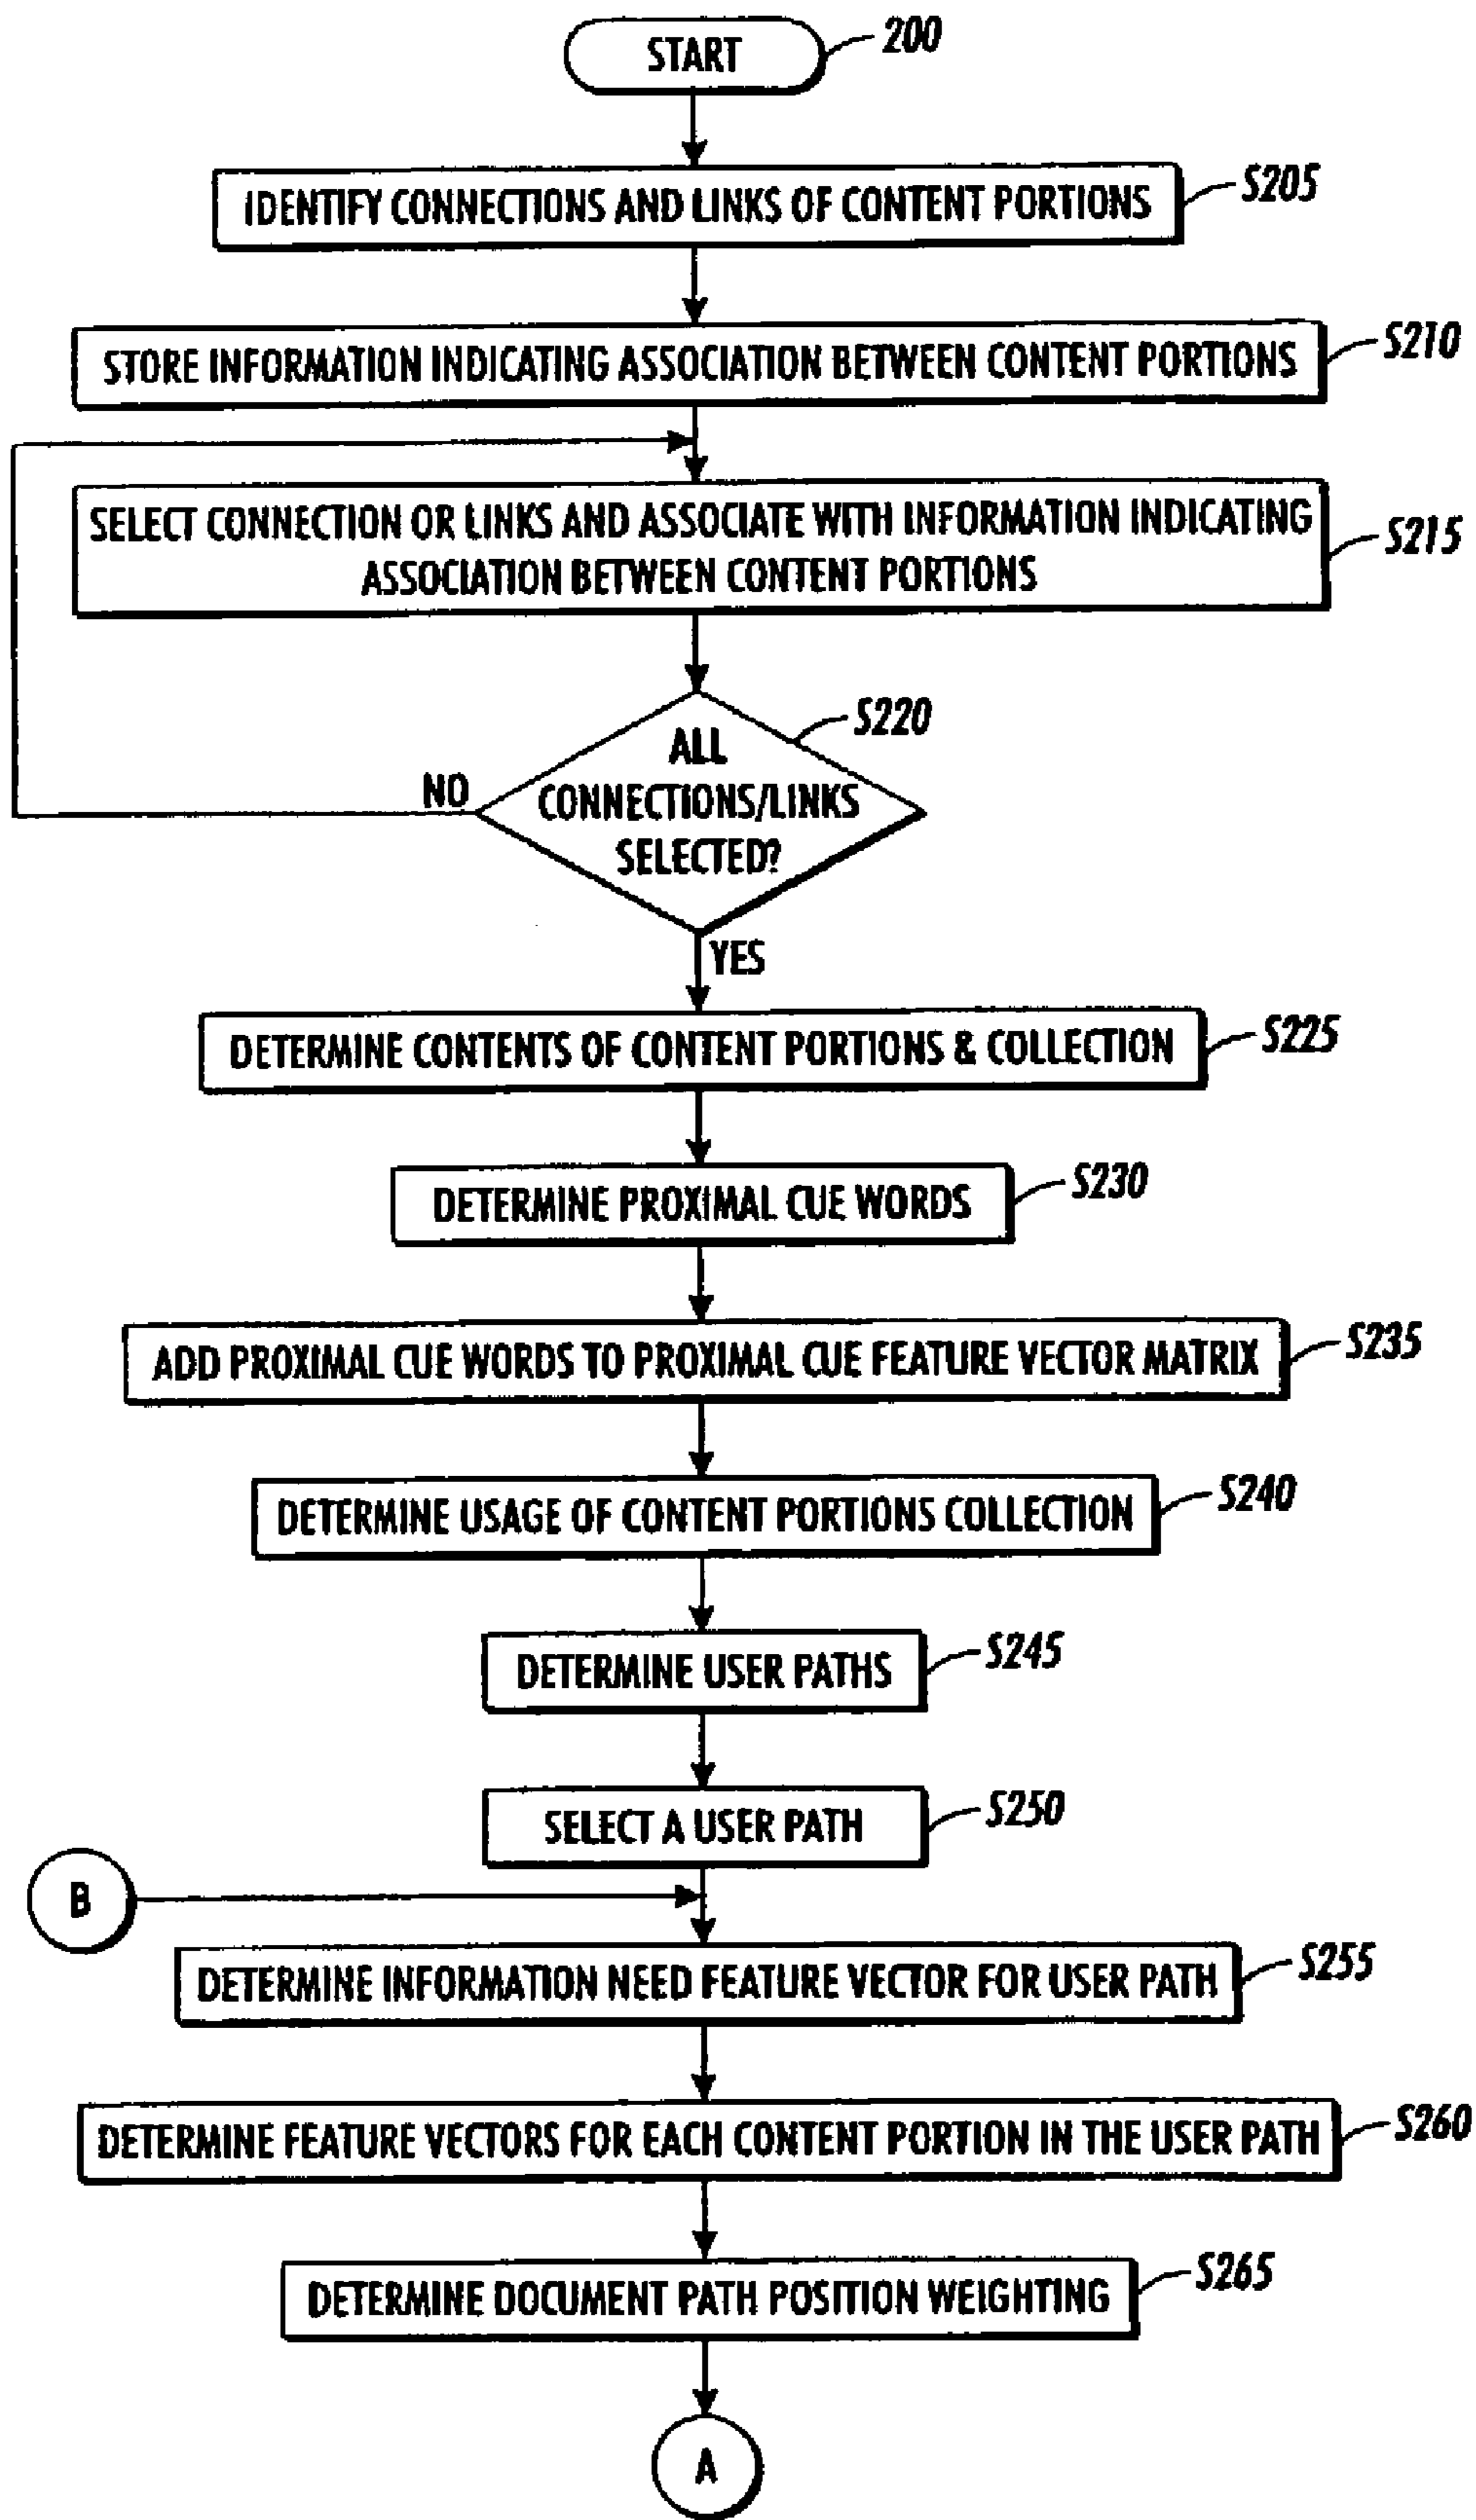 START
200
IDENTIFY CONNECTIONS AND LINKS OF CONTENT PORTIONS
S205
STORE INFORMATION INDICATING ASSOCIATION BETWEEN CONTENT PORTIONS
S210
SELECT CONNECTION OR LINKS AND ASSOCIATE WITH INFORMATION INDICATING
ASSOCIATION BETWEEN CONTENT PORTIONS
S215
ALL
CONNECTIONS/LINKS
SELECTED?
S220
NO
YES
DETERMINE CONTENTS OF CONTENT PORTIONS & COLLECTION
S225
DETERMINE PROXIMAL CUE WORDS
S230
ADD PROXIMAL CUE WORDS TO PROXIMAL CUE FEATURE VECTOR MATRIX
S235
DETERMINE USAGE OF CONTENT PORTIONS COLLECTION
S240
DETERMINE USER PATHS
S245
SELECT A USER PATH
S250
B
DETERMINE INFORMATION NEED FEATURE VECTOR FOR USER PATH
S255
DETERMINE FEATURE VECTORS FOR EACH CONTENT PORTION IN THE USER PATH
S260
DETERMINE DOCUMENT PATH POSITION WEIGHTING
S265
A